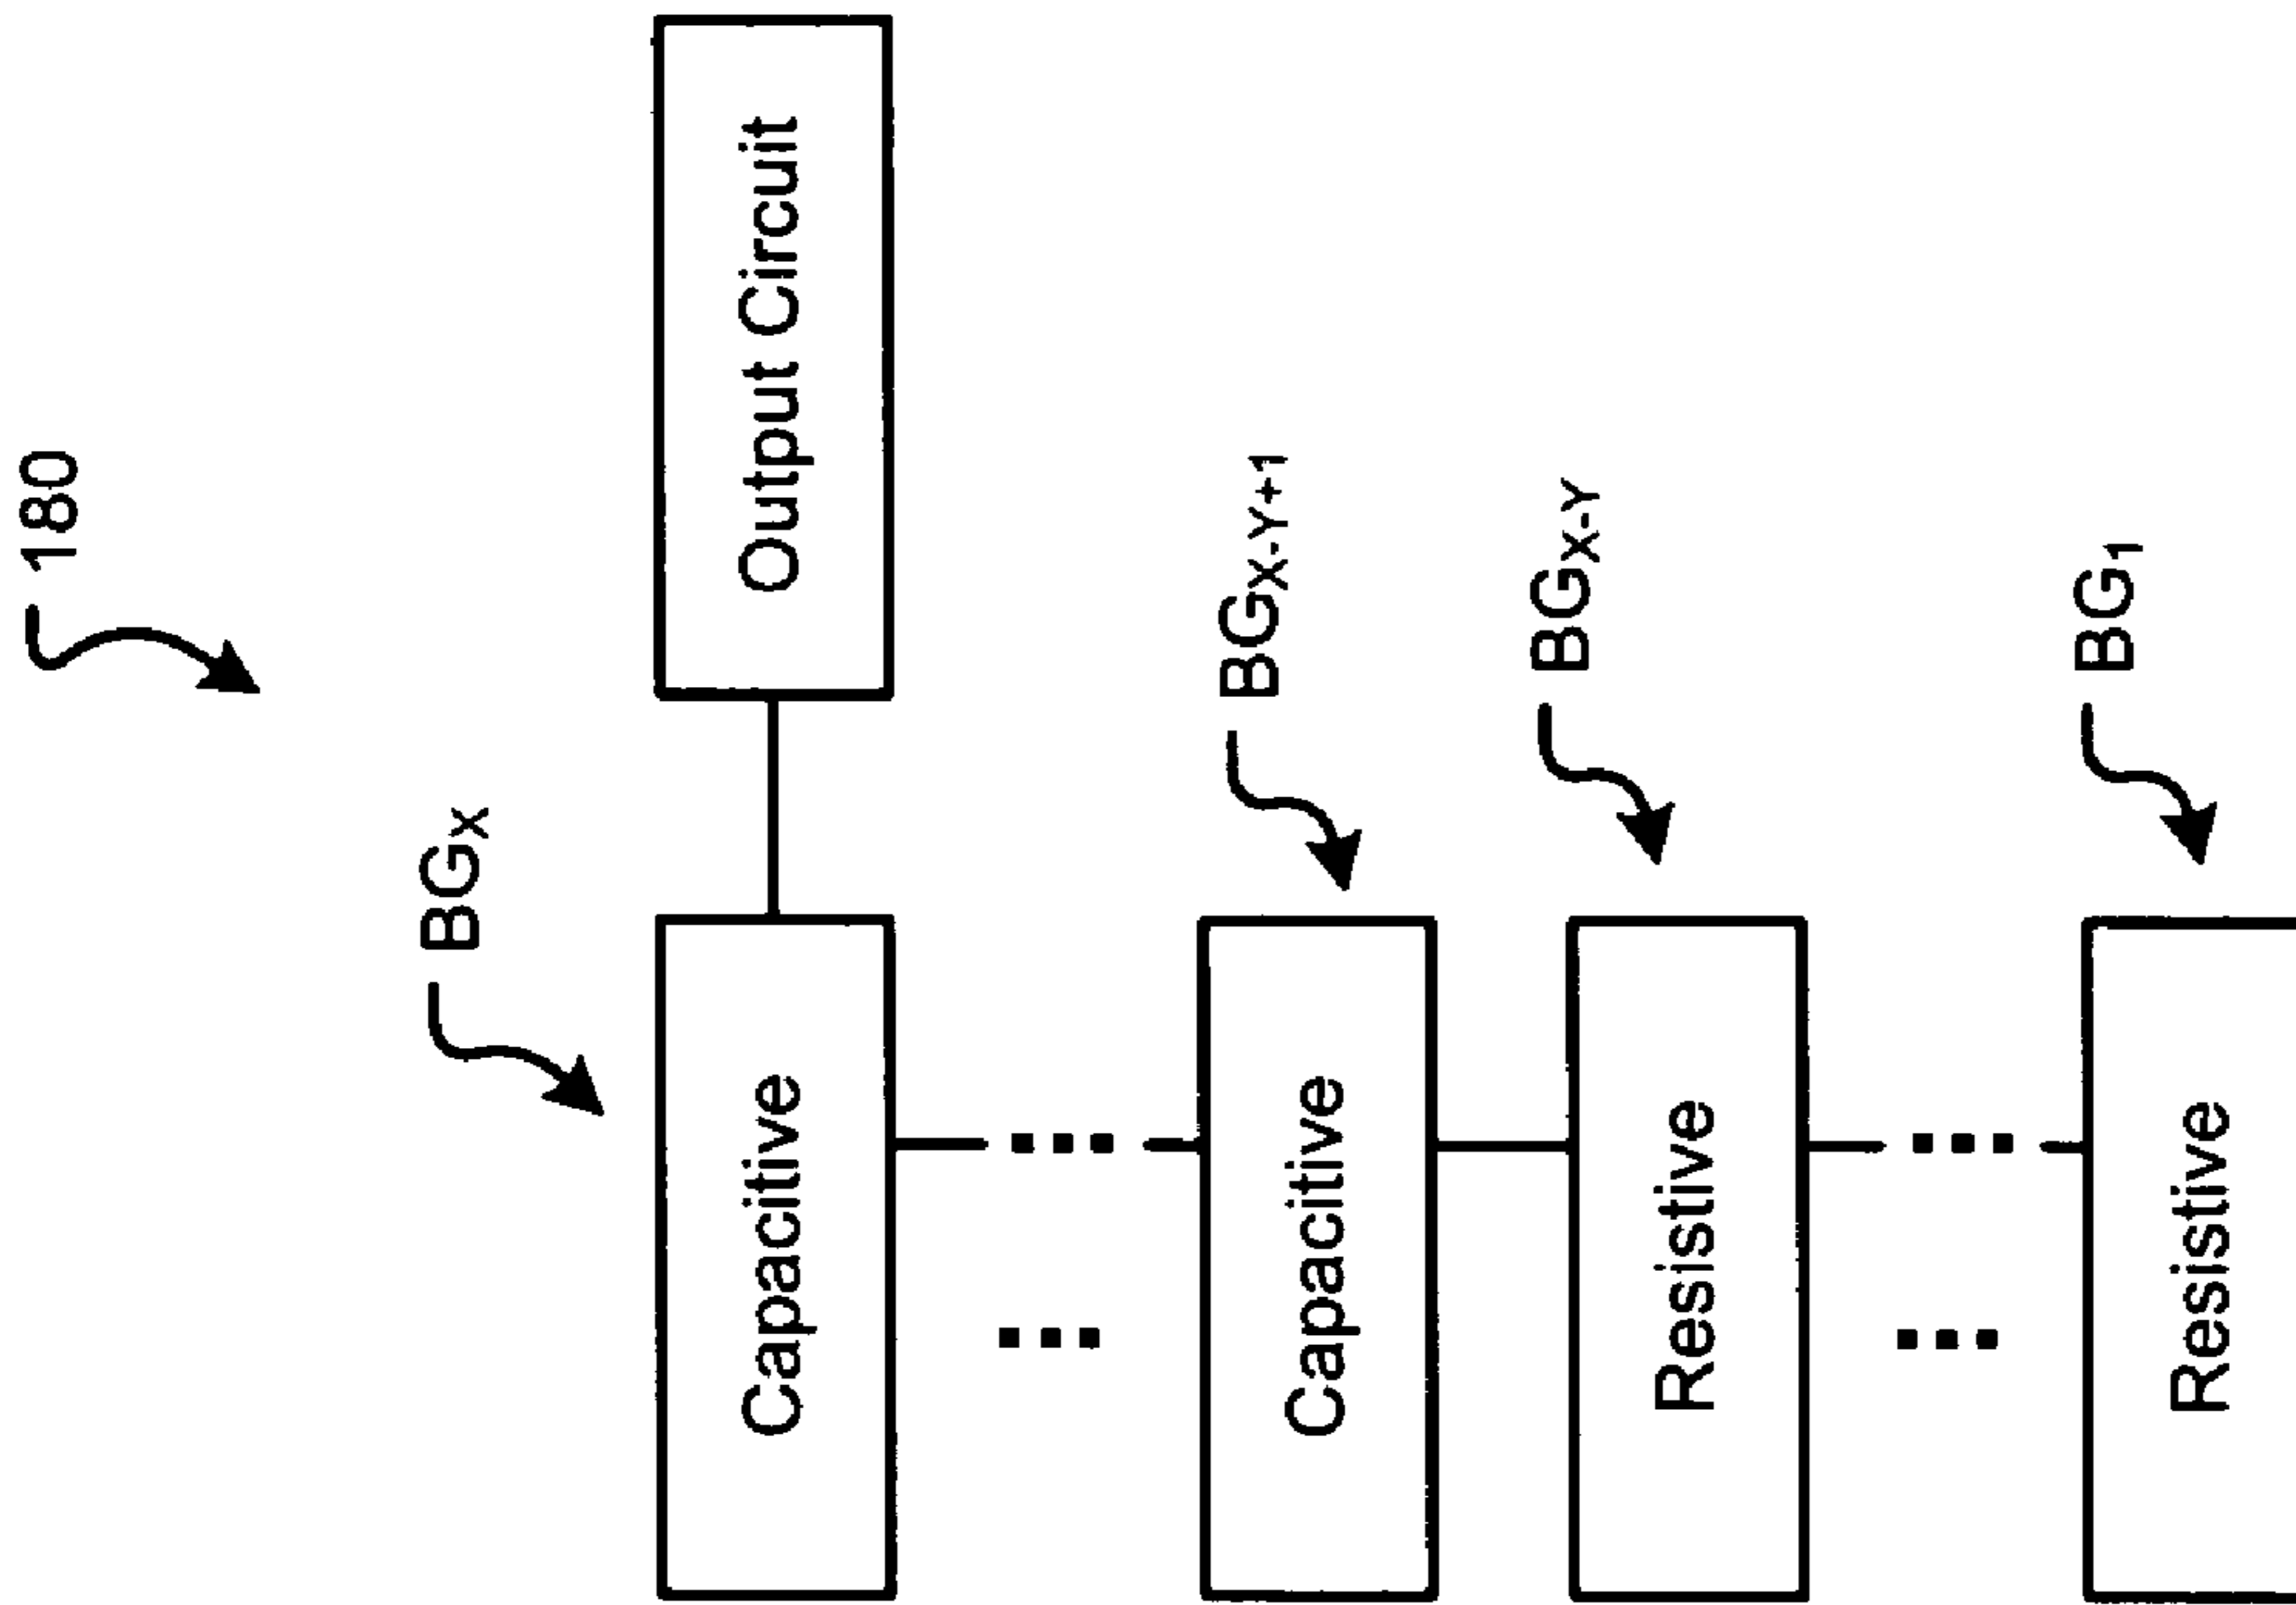 180
BGX
Capacitive
Output Circuit
BGX-Y+1
Capacitive
BGX-Y
Resistive
BG1
Resistive